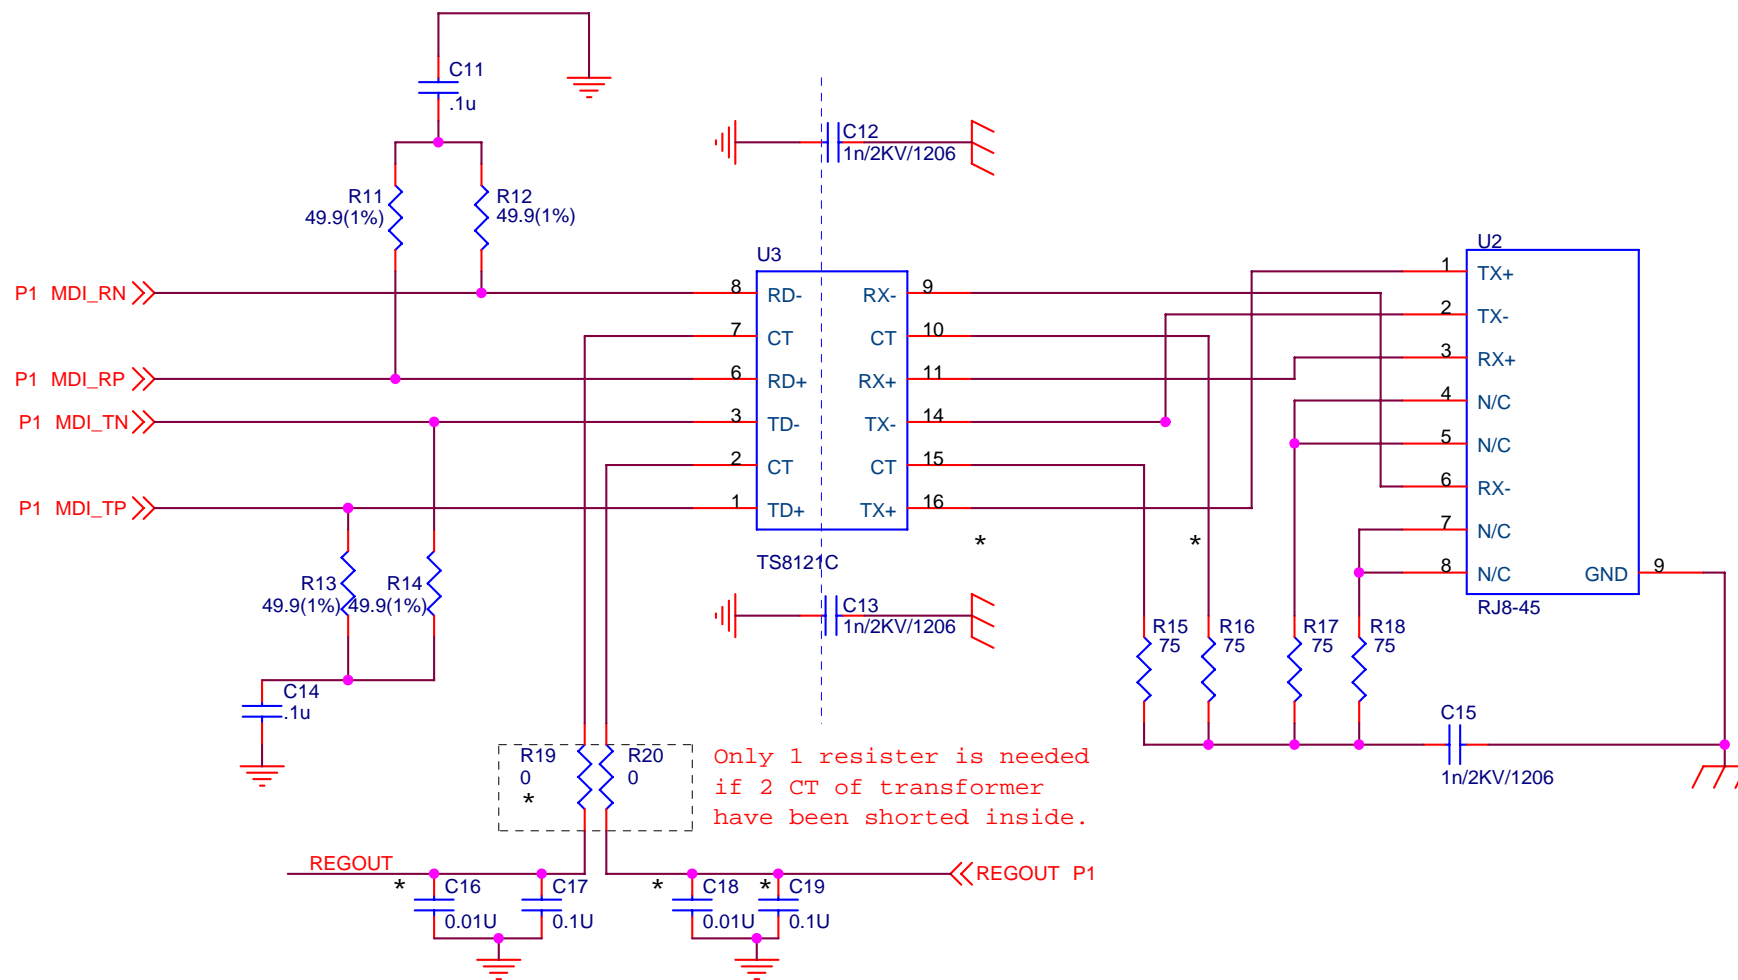 C11
.1u
C12
1n/2KV/1206
R11
49.9(1%)
R12
49.9(1%)
U3
U2
P1 MDI_RN
P1 MDI_RP
P1 MDI_TN
P1 MDI_TP
8 RD- RX- 9
7 CT CT 10
6 RD+ RX+ 11
3 TD- TX- 14
2 CT CT 15
1 TD+ TX+ 16
TS8121C
*
*
1 TX+
2 TX-
3 RX+
4 N/C
5 N/C
6 RX-
7 N/C
8 N/C GND 9
RJ8-45
R13
49.9(1%)
R14
49.9(1%)
C13
1n/2KV/1206
R15
75
R16
75
R17
75
R18
75
C14
.1u
C15
1n/2KV/1206
R19
0
*
R20
0
Only 1 resister is needed
if 2 CT of transformer
have been shorted inside.
REGOUT
REGOUT P1
* C16
0.01U
C17
0.1U
* C18
0.01U
* C19
0.1U